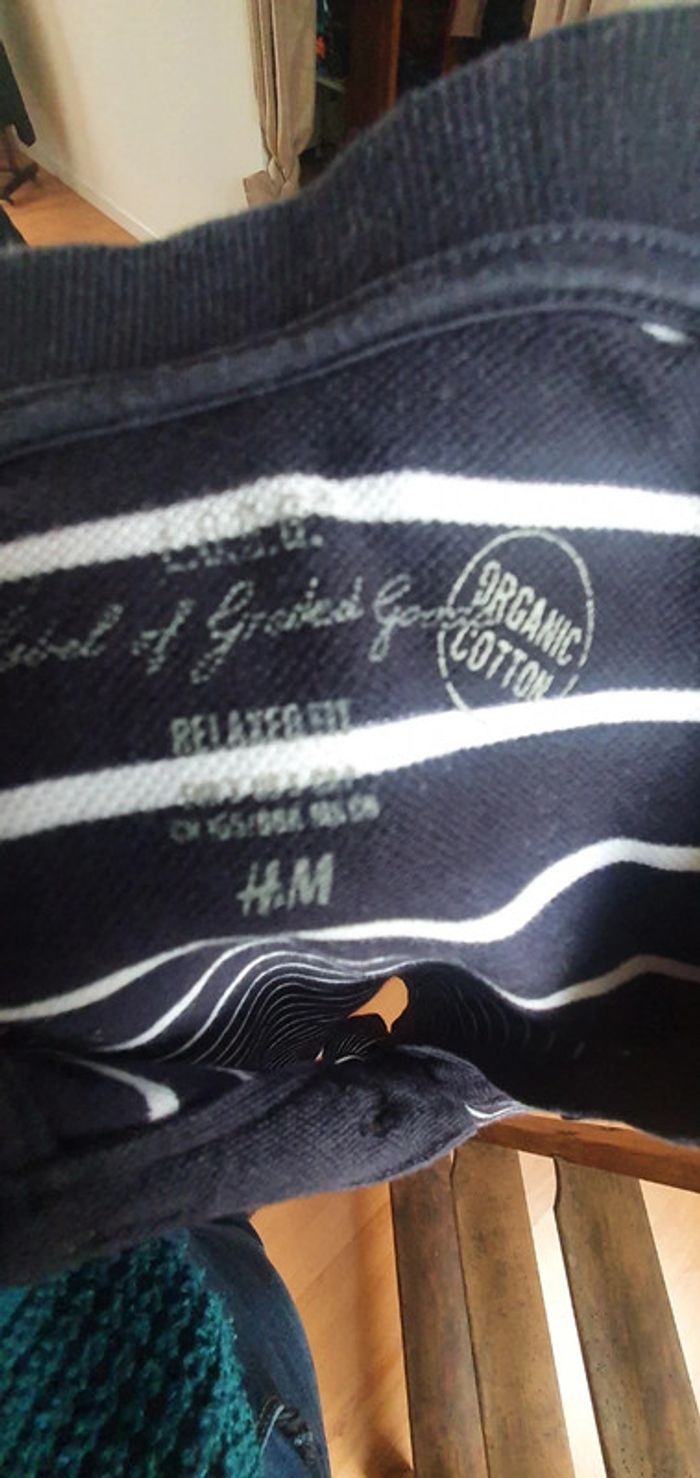 L.O.G.G.
Label of Graded Goods
ORGANIC
COTTON
RELAXED FIT
H&M